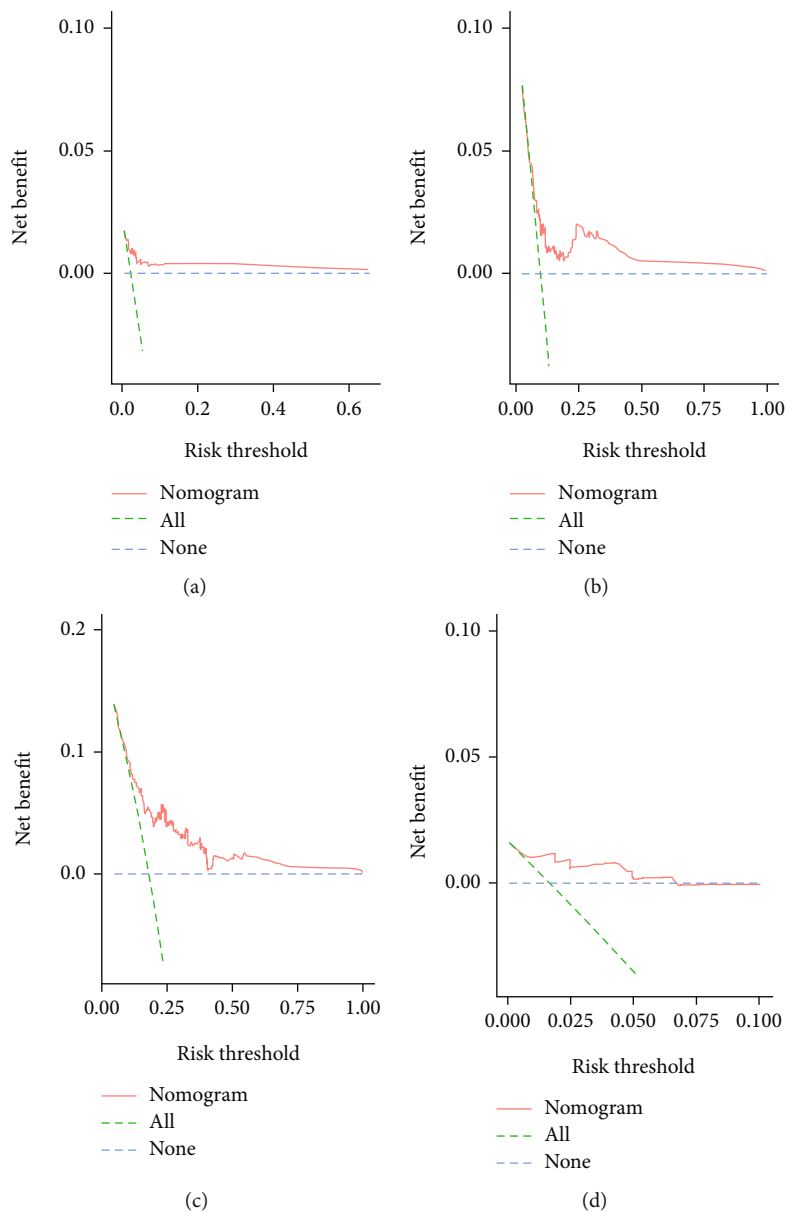 0.10
0.05
0.00
Net benefit
0.0 0.2 0.4 0.6
Risk threshold
Nomogram
All
None
(a)
0.10
0.05
0.00
Net benefit
0.00 0.25 0.50 0.75 1.00
Risk threshold
Nomogram
All
None
(b)
0.2
0.1
0.0
Net benefit
0.00 0.25 0.50 0.75 1.00
Risk threshold
Nomogram
All
None
(c)
0.10
0.05
0.00
Net benefit
0.000 0.025 0.050 0.075 0.100
Risk threshold
Nomogram
All
None
(d)